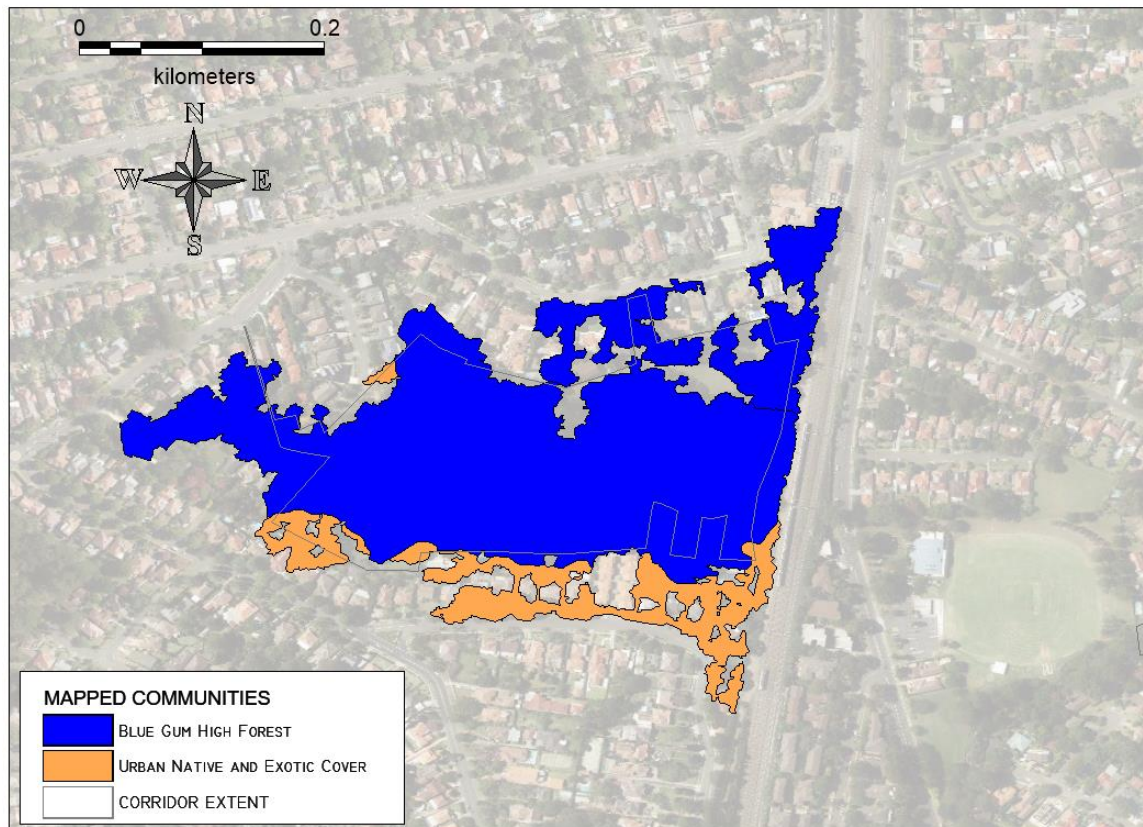 0 0.2
kilometers
N
W E
S
MAPPED COMMUNITIES
BLUE GUM HIGH FOREST
URBAN NATIVE AND EXOTIC COVER
CORRIDOR EXTENT